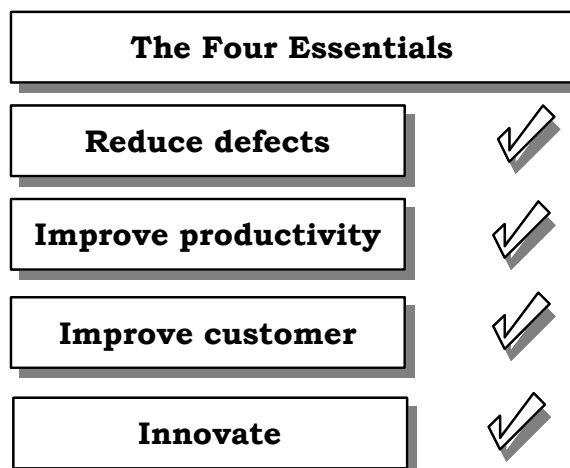 The Four Essentials
Reduce defects
Improve productivity
Improve customer
Innovate